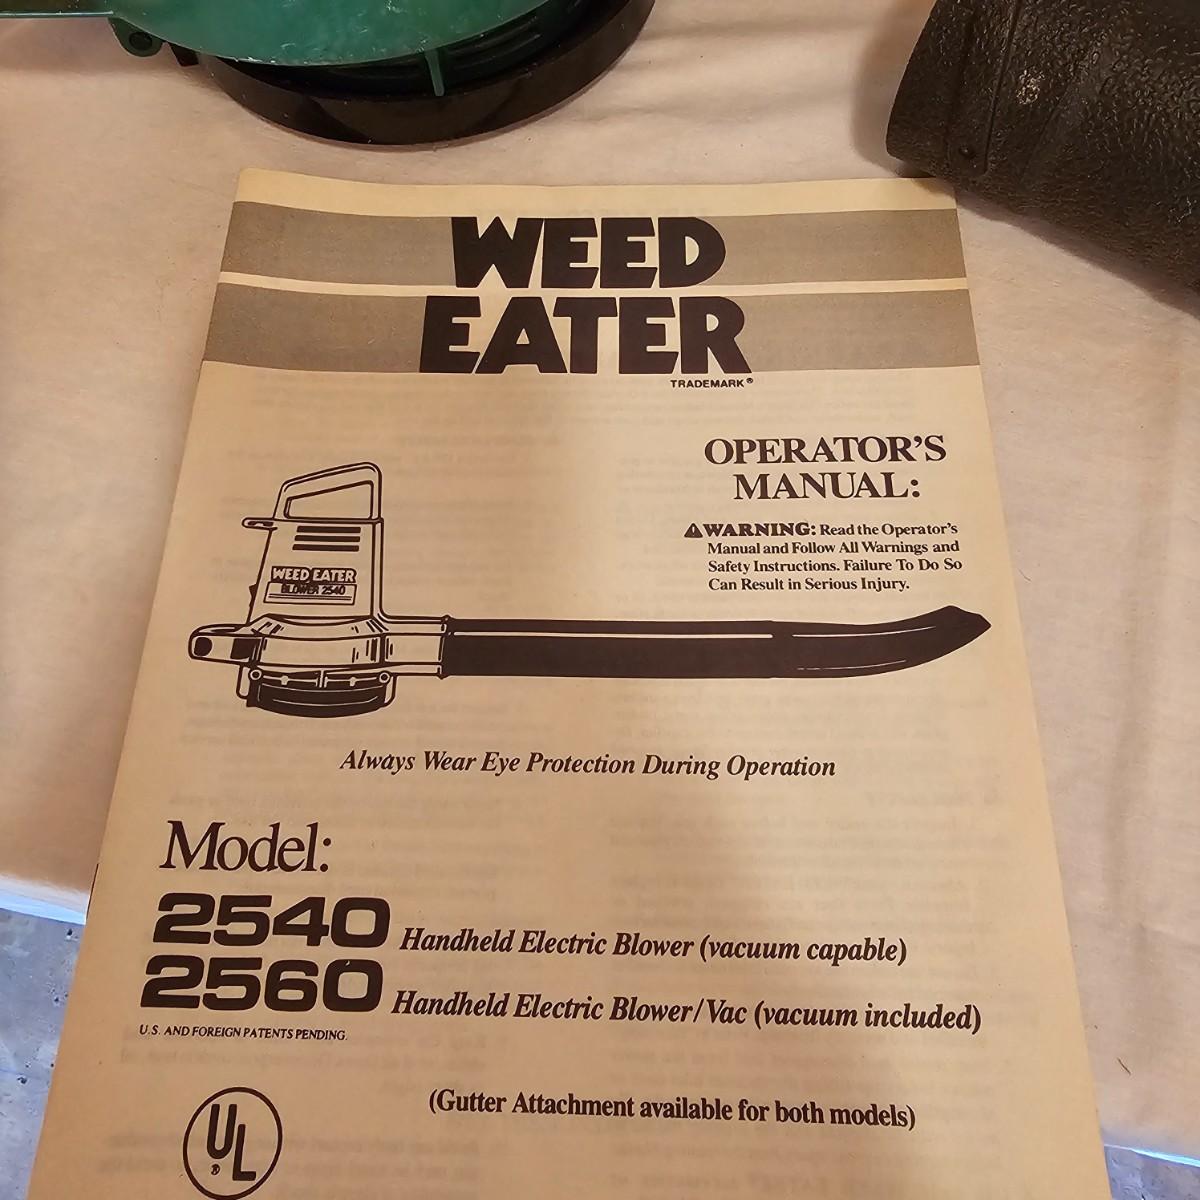 WEED
EATER
TRADEMARK®
OPERATOR'S
MANUAL:
⚠WARNING: Read the Operator's
Manual and Follow All Warnings and
Safety Instructions. Failure To Do So
Can Result in Serious Injury.
WEED EATER
BLOWER 2540
Always Wear Eye Protection During Operation
Model:
2540 Handheld Electric Blower (vacuum capable)
2560 Handheld Electric Blower/Vac (vacuum included)
U.S. AND FOREIGN PATENTS PENDING.
(Gutter Attachment available for both models)
UL®